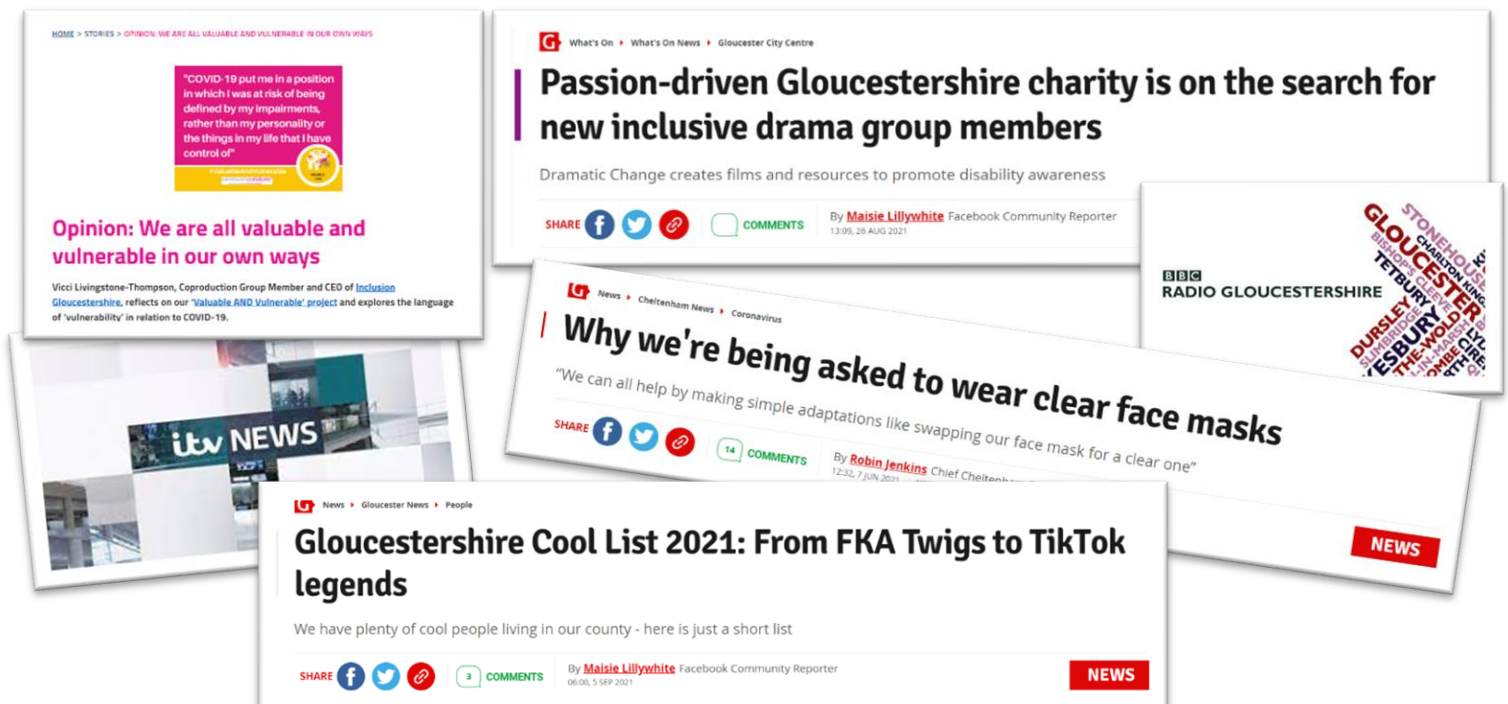 HOME > STORIES > OPINION: WE ARE ALL VALUABLE AND VULNERABLE IN OUR OWN WAYS
"COVID-19 put me in a position
in which I was at risk of being
defined by my impairments,
rather than my personality or
the things in my life that I have
control of"
Opinion: We are all valuable and
vulnerable in our own ways
Vicci Livingstone-Thompson, Coproduction Group Member and CEO of Inclusion
Gloucestershire, reflects on our 'Valuable AND Vulnerable' project and explores the language
of 'vulnerability' in relation to COVID-19.
G What's On What's On News Gloucester City Centre
Passion-driven Gloucestershire charity is on the search for
new inclusive drama group members
Dramatic Change creates films and resources to promote disability awareness
SHARE COMMENTS By Maisie Lillywhite Facebook Community Reporter
13:09, 26 AUG 2021
BBC
RADIO GLOUCESTERSHIRE
STONEHOUSE
GLOUCESTER
CHARLTON KING
BISHOP'S CLEEVE
TETBURY
DURSLEY
SLIMBRIDGE
itv NEWS
News Cheltenham News Coronavirus
Why we're being asked to wear clear face masks
"We can all help by making simple adaptations like swapping our face mask for a clear one"
SHARE 14 COMMENTS By Robin Jenkins Chief
12:32, 7 JUN 2021
NEWS
News Gloucester News People
Gloucestershire Cool List 2021: From FKA Twigs to TikTok
legends
We have plenty of cool people living in our county - here is just a short list
SHARE 3 COMMENTS By Maisie Lillywhite Facebook Community Reporter
06:00, 5 SEP 2021
NEWS